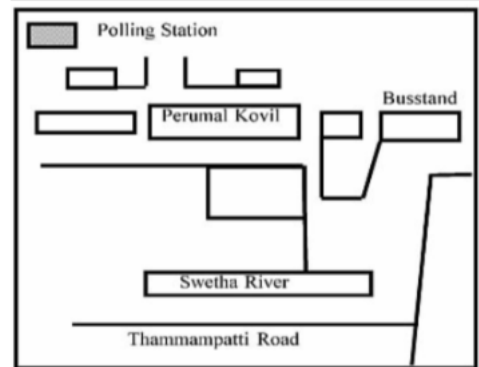 Polling Station
Busstand
Perumal Kovil
Swetha River
Thammampatti Road